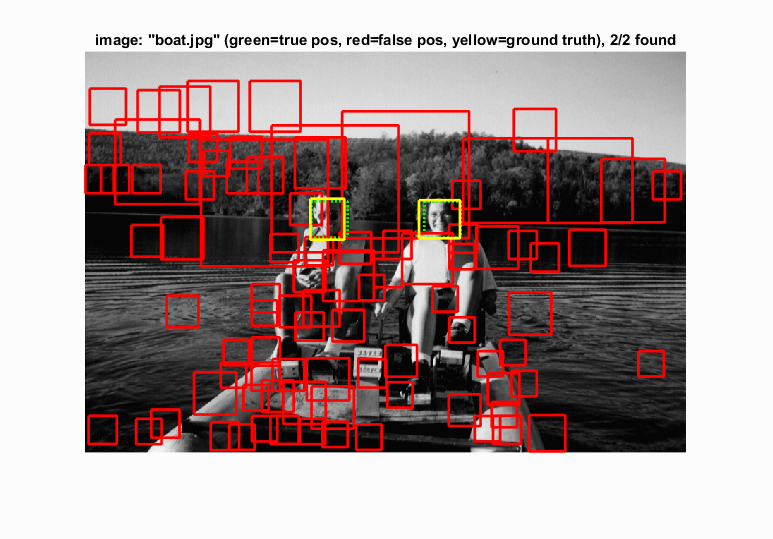 image: "boat.jpg" (green=true pos, red=false pos, yellow=ground truth), 2/2 found